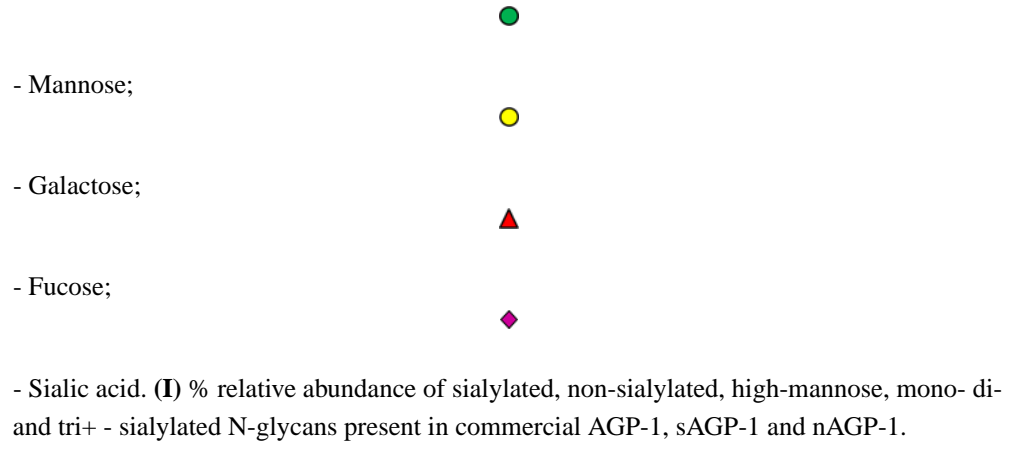 - Mannose;
- Galactose;
- Fucose;
- Sialic acid. (I) % relative abundance of sialylated, non-sialylated, high-mannose, mono- di-
and tri+ - sialylated N-glycans present in commercial AGP-1, sAGP-1 and nAGP-1.